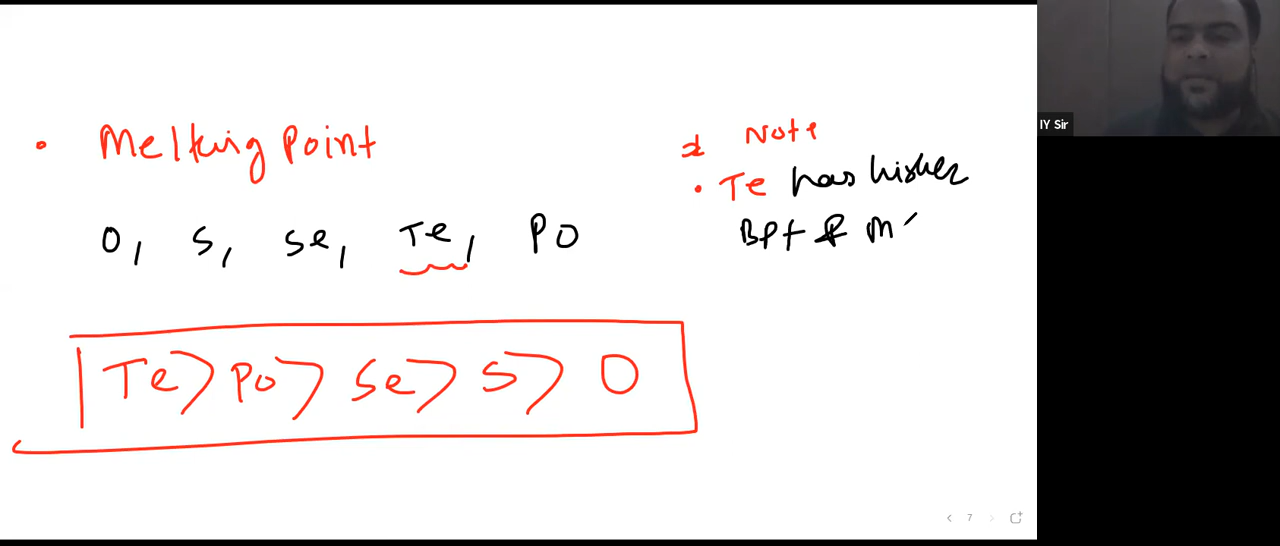 • Melting Point
O, S, Se, Te, Po
Te > Po > Se > S > O
Note
• Te has higher
Bpt & M
7
IY Sir